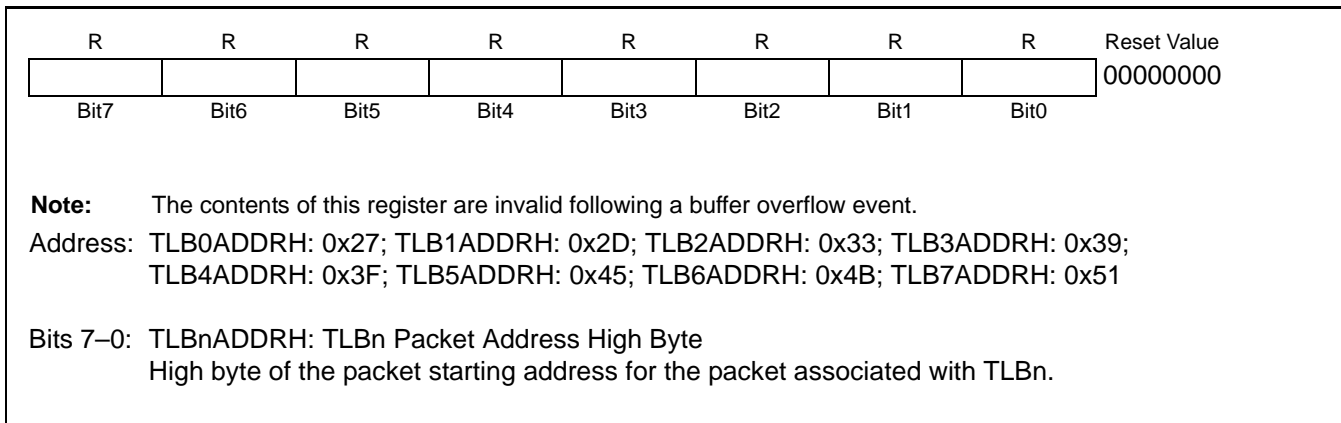 R R R R R R R R Reset Value
00000000
Bit7 Bit6 Bit5 Bit4 Bit3 Bit2 Bit1 Bit0
Note: The contents of this register are invalid following a buffer overflow event.
Address: TLB0ADDRH: 0x27; TLB1ADDRH: 0x2D; TLB2ADDRH: 0x33; TLB3ADDRH: 0x39;
TLB4ADDRH: 0x3F; TLB5ADDRH: 0x45; TLB6ADDRH: 0x4B; TLB7ADDRH: 0x51
Bits 7–0: TLBnADDRH: TLBn Packet Address High Byte
High byte of the packet starting address for the packet associated with TLBn.